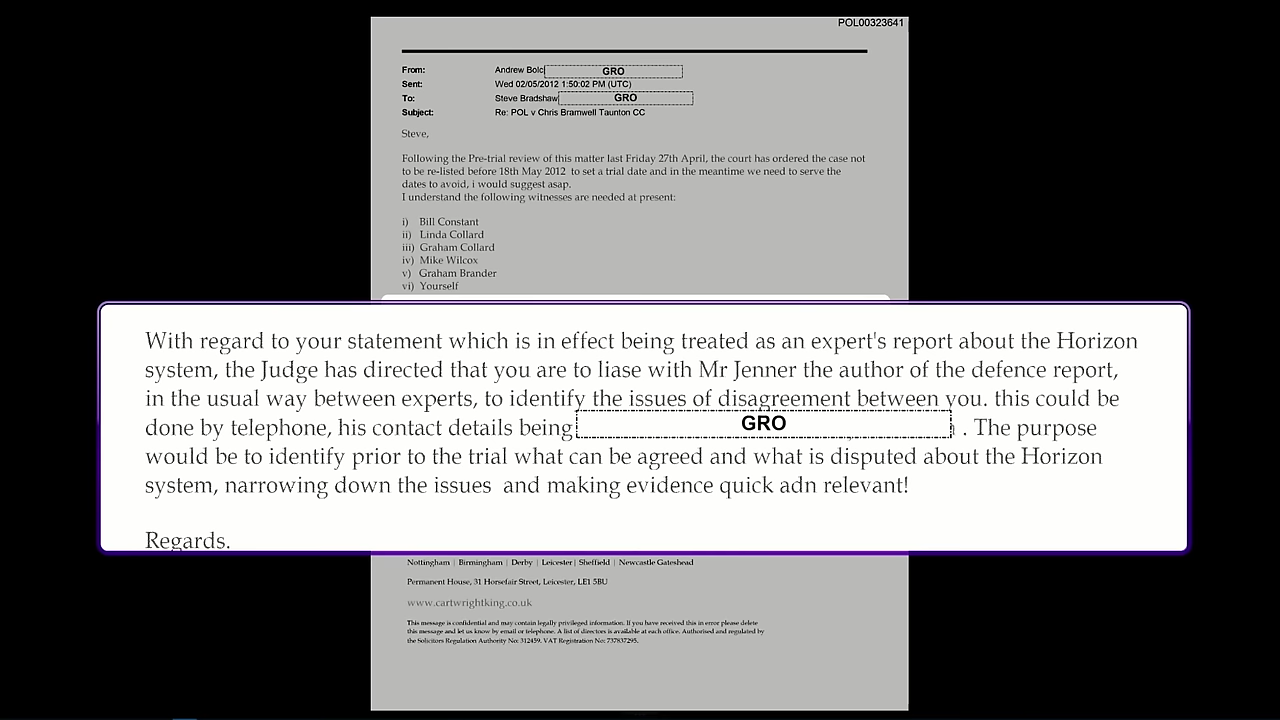 POL00323641
From: Andrew Bolc GRO
Sent: Wed 02/05/2012 1:50:02 PM (UTC)
To: Steve Bradshaw GRO
Subject: Re: POL v Chris Bramwell Taunton CC
Steve,
Following the Pre-trial review of this matter last Friday 27th April, the court has ordered the case not
to be re-listed before 18th May 2012 to set a trial date and in the meantime we need to serve the
dates to avoid, i would suggest asap.
I understand the following witnesses are needed at present:
i) Bill Constant
ii) Linda Collard
iii) Graham Collard
iv) Mike Wilcox
v) Graham Brander
vi) Yourself
With regard to your statement which is in effect being treated as an expert's report about the Horizon
system, the Judge has directed that you are to liase with Mr Jenner the author of the defence report,
in the usual way between experts, to identify the issues of disagreement between you. this could be
done by telephone, his contact details being GRO . The purpose
would be to identify prior to the trial what can be agreed and what is disputed about the Horizon
system, narrowing down the issues and making evidence quick adn relevant!
Regards.
Nottingham | Birmingham | Derby | Leicester | Sheffield | Newcastle Gateshead
Permanent House, 31 Horsefair Street, Leicester, LE1 5BU
www.cartwrightking.co.uk
This message is confidential and may contain legally privileged information. If you have received this in error please delete
this message and let us know by email or telephone. A list of directors is available at each office. Authorised and regulated by
the Solicitors Regulation Authority No: 312459. VAT Registration No: 737837295.